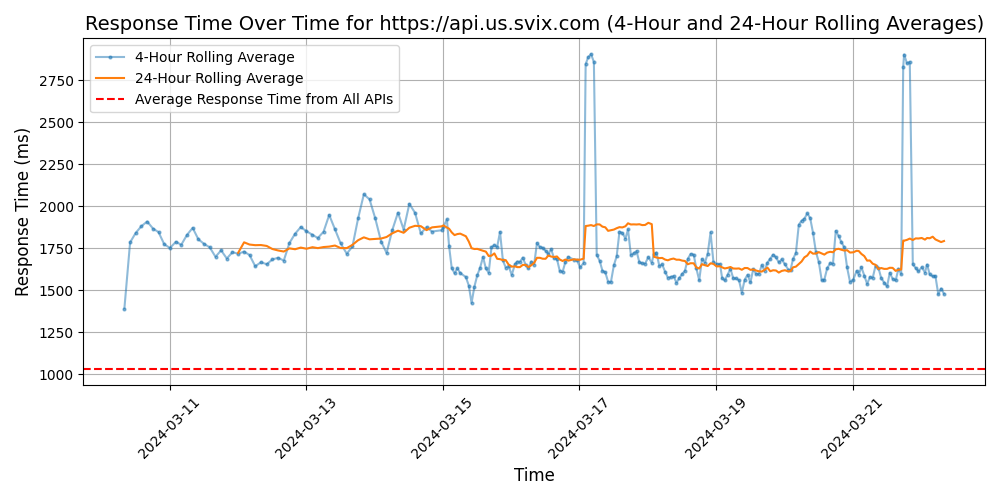 Response Time Over Time for https://api.us.svix.com (4-Hour and 24-Hour Rolling Averages)
4-Hour Rolling Average
24-Hour Rolling Average
Average Response Time from All APIs
Response Time (ms)
2750
2500
2250
2000
1750
1500
1250
1000
2024-03-11
2024-03-13
2024-03-15
2024-03-17
2024-03-19
2024-03-21
Time